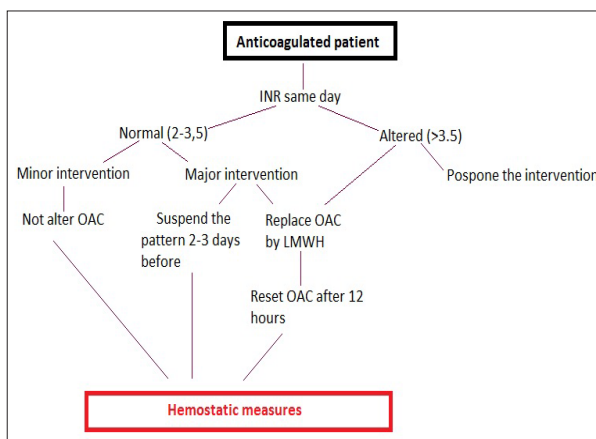 Anticoagulated patient
INR same day
Normal (2-3,5)
Altered (>3.5)
Minor intervention
Major intervention
Pospone the intervention
Not alter OAC
Suspend the
pattern 2-3 days
before
Replace OAC
by LMWH
Reset OAC after 12
hours
Hemostatic measures